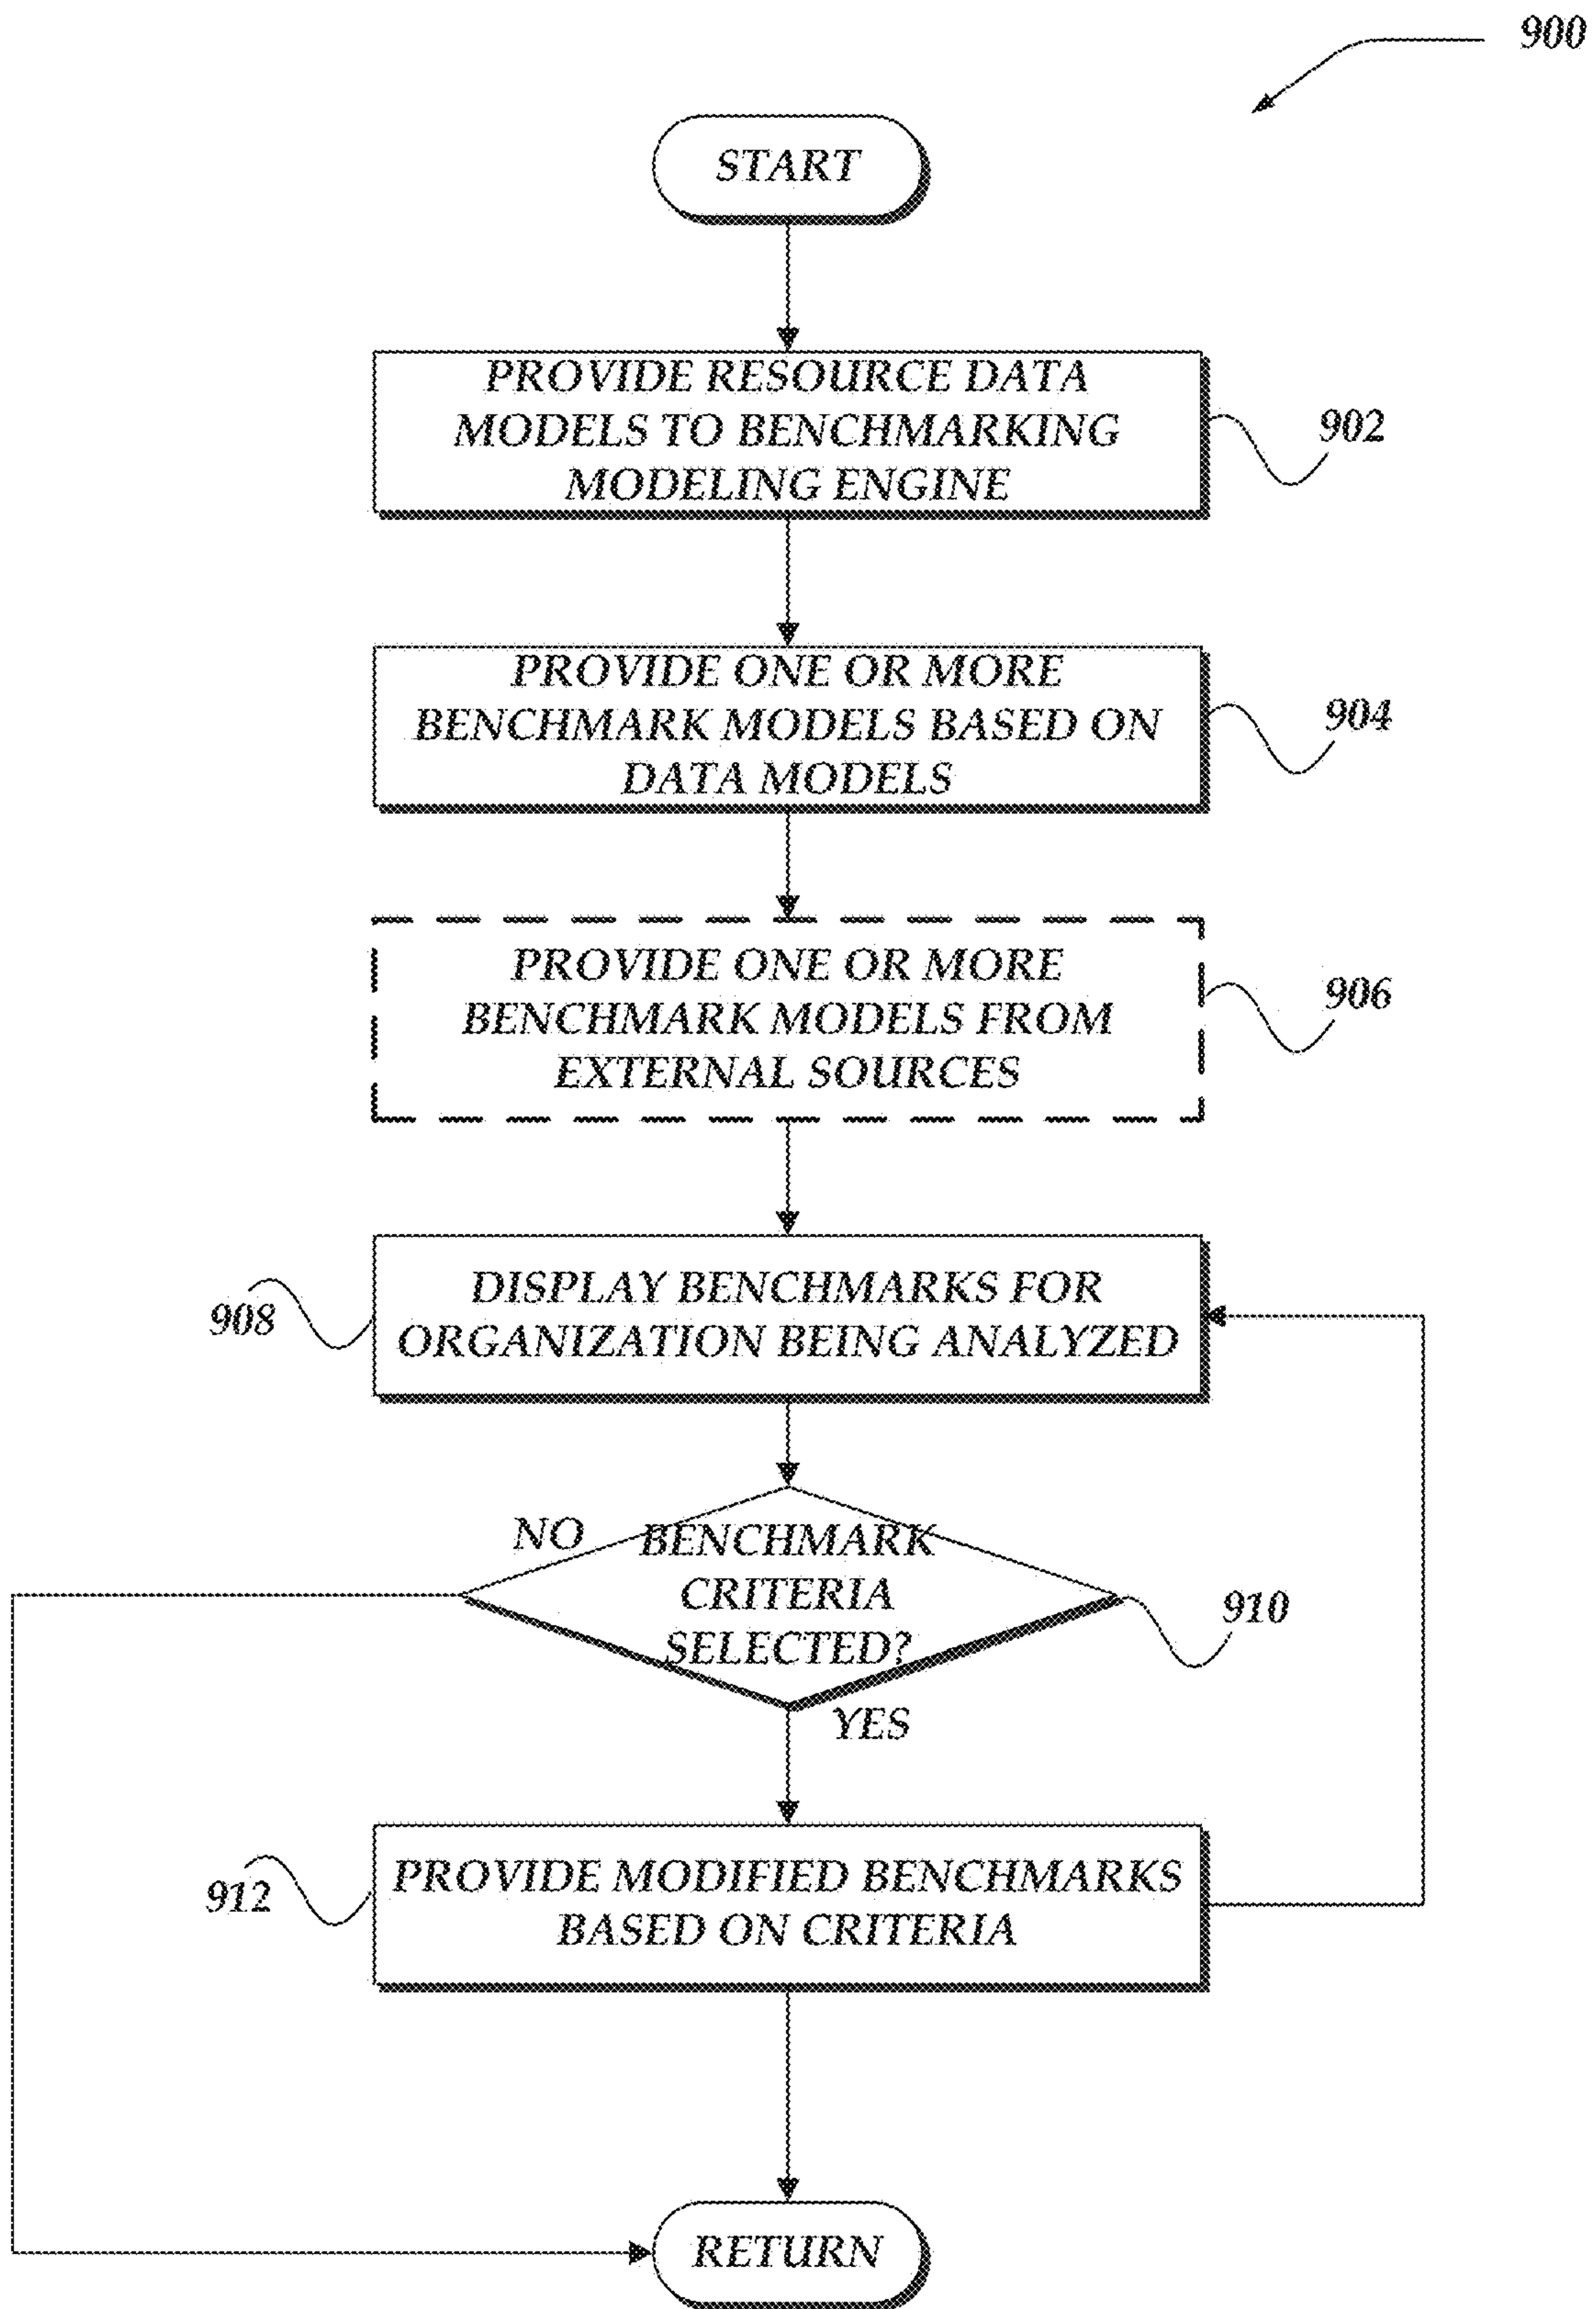 900
START
PROVIDE RESOURCE DATA
MODELS TO BENCHMARKING
MODELING ENGINE
902
PROVIDE ONE OR MORE
BENCHMARK MODELS BASED ON
DATA MODELS
904
PROVIDE ONE OR MORE
BENCHMARK MODELS FROM
EXTERNAL SOURCES
906
DISPLAY BENCHMARKS FOR
ORGANIZATION BEING ANALYZED
908
NO
BENCHMARK
CRITERIA
SELECTED?
910
YES
PROVIDE MODIFIED BENCHMARKS
BASED ON CRITERIA
912
RETURN